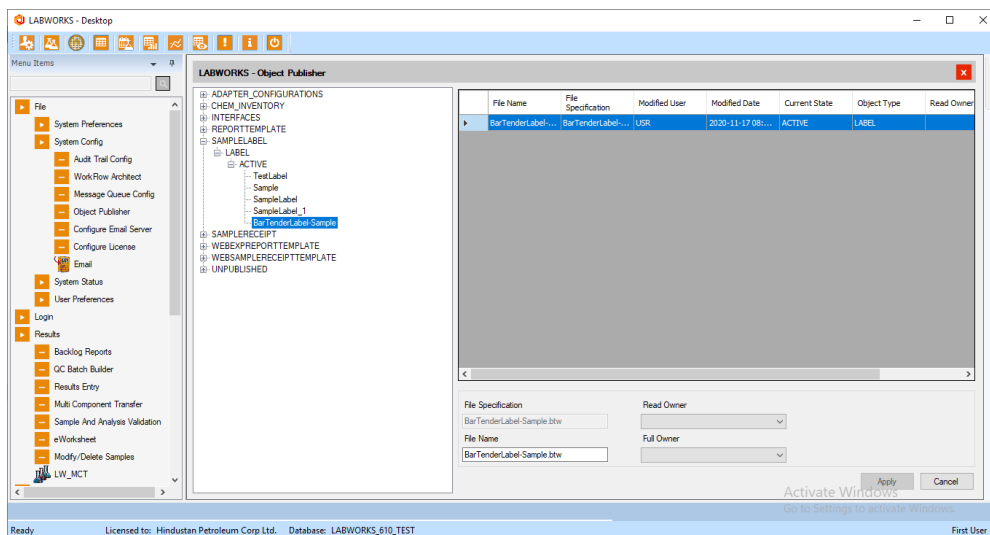 LABWORKS - Desktop
Menu Items
LABWORKS - Object Publisher
File
System Preferences
System Config
Audit Trail Config
WorkFlow Architect
Message Queue Config
Object Publisher
Configure Email Server
Configure License
Email
System Status
User Preferences
Login
Results
Backlog Reports
QC Batch Builder
Results Entry
Multi Component Transfer
Sample And Analysis Validation
eWorksheet
Modify/Delete Samples
LW_MCT
ADAPTER_CONFIGURATIONS
CHEM_INVENTORY
INTERFACES
REPORTTEMPLATE
SAMPLELABEL
LABEL
ACTIVE
TestLabel
Sample
SampleLabel
SampleLabel_1
BarTenderLabel-Sample
SAMPLERECEIPT
WEBEXPREPORTTEMPLATE
WEBSAMPLERECEIPTTEMPLATE
UNPUBLISHED
File Name File Specification Modified User Modified Date Current State Object Type Read Owner
BarTenderLabel-... BarTenderLabel-... USR 2020-11-17 08:... ACTIVE LABEL
File Specification Read Owner
BarTenderLabel-Sample.btw
File Name Full Owner
BarTenderLabel-Sample.btw
Apply Cancel
Activate Windows
Go to Settings to activate Windows.
Ready Licensed to: Hindustan Petroleum Corp Ltd. Database: LABWORKS_610_TEST First User